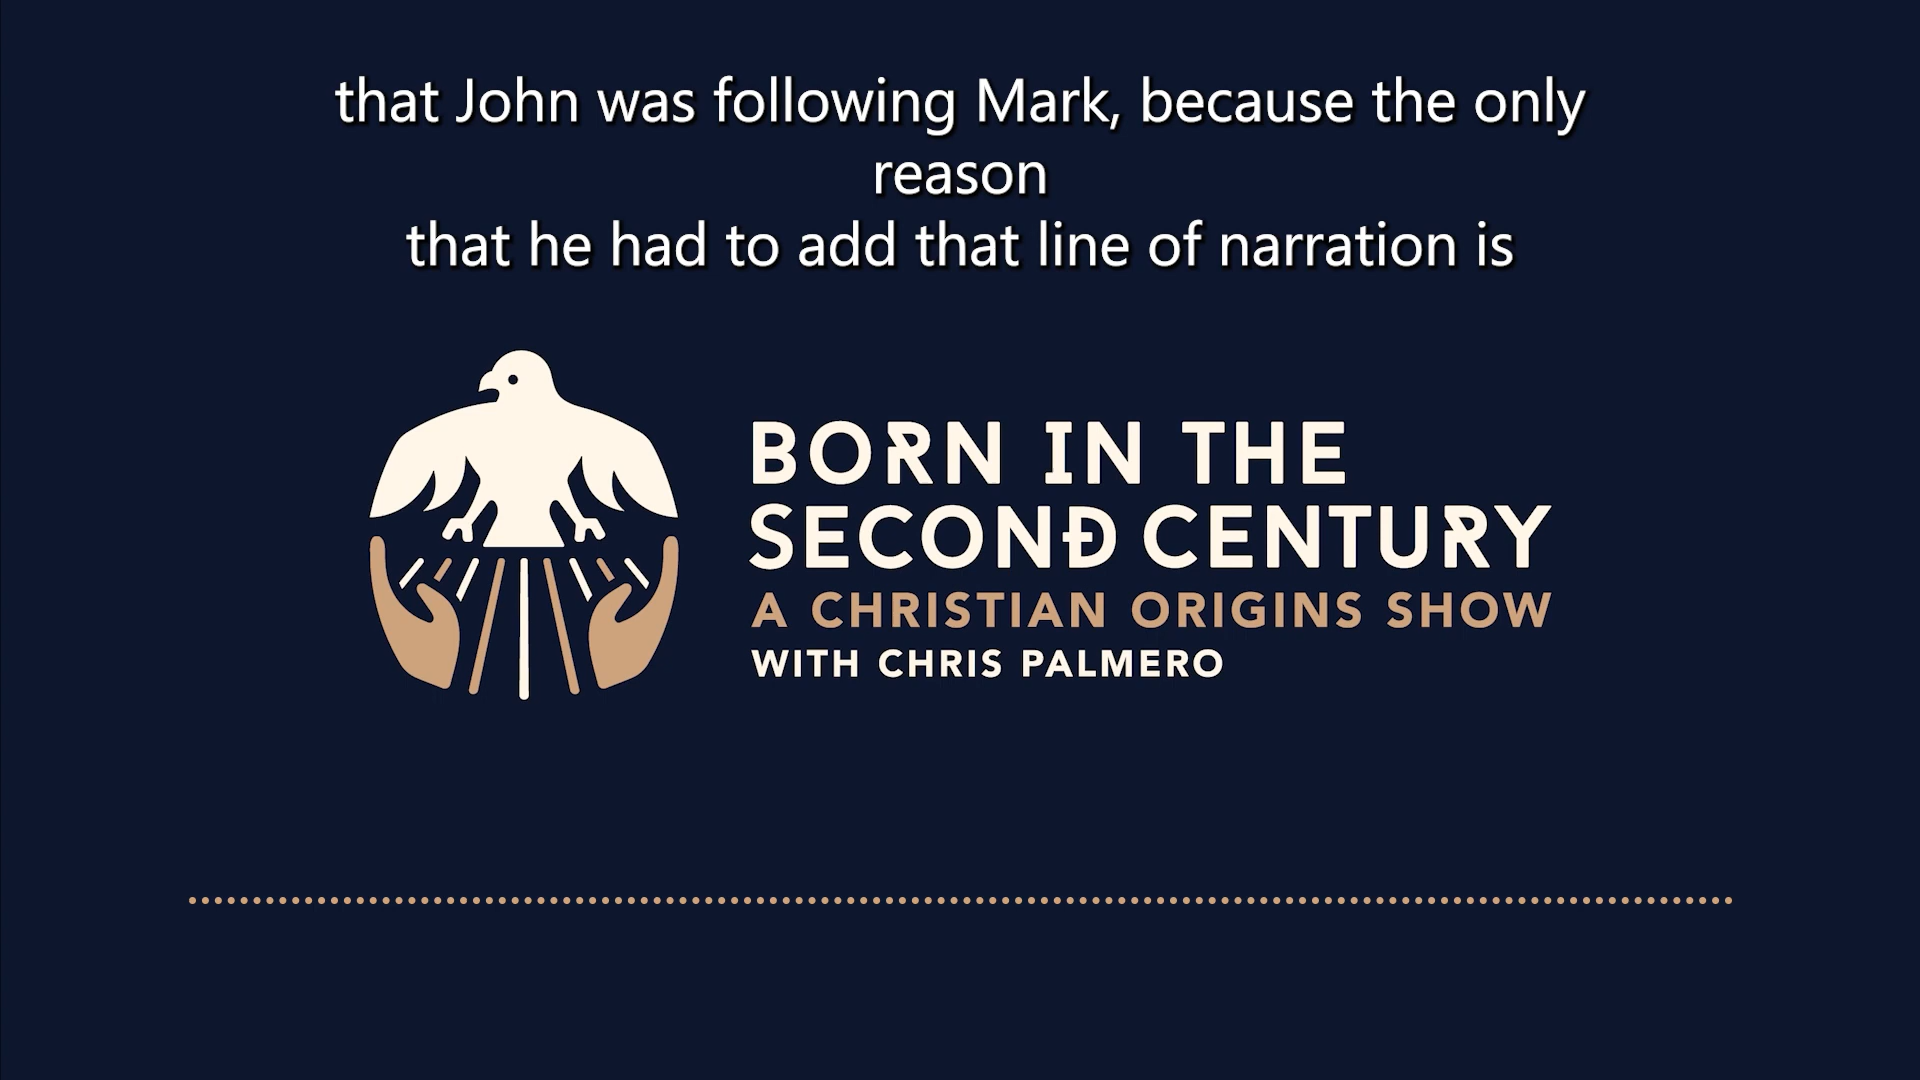 that John was following Mark, because the only
reason
that he had to add that line of narration is
BORN IN THE
SECOND CENTURY
A CHRISTIAN ORIGINS SHOW
WITH CHRIS PALMERO